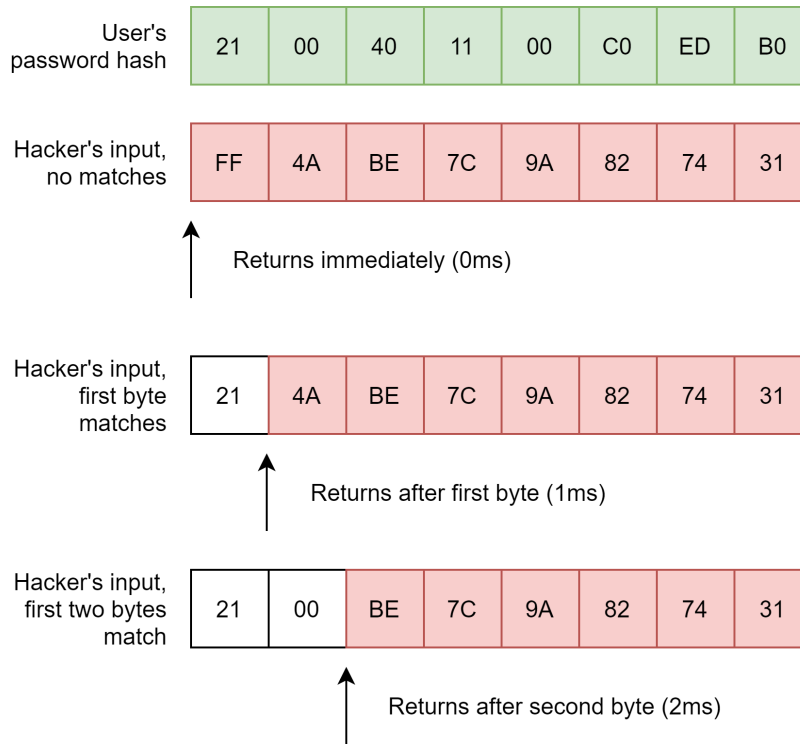 User's
password hash
21 00 40 11 00 C0 ED B0
Hacker's input,
no matches
FF 4A BE 7C 9A 82 74 31
Returns immediately (0ms)
Hacker's input,
first byte
matches
21 4A BE 7C 9A 82 74 31
Returns after first byte (1ms)
Hacker's input,
first two bytes
match
21 00 BE 7C 9A 82 74 31
Returns after second byte (2ms)